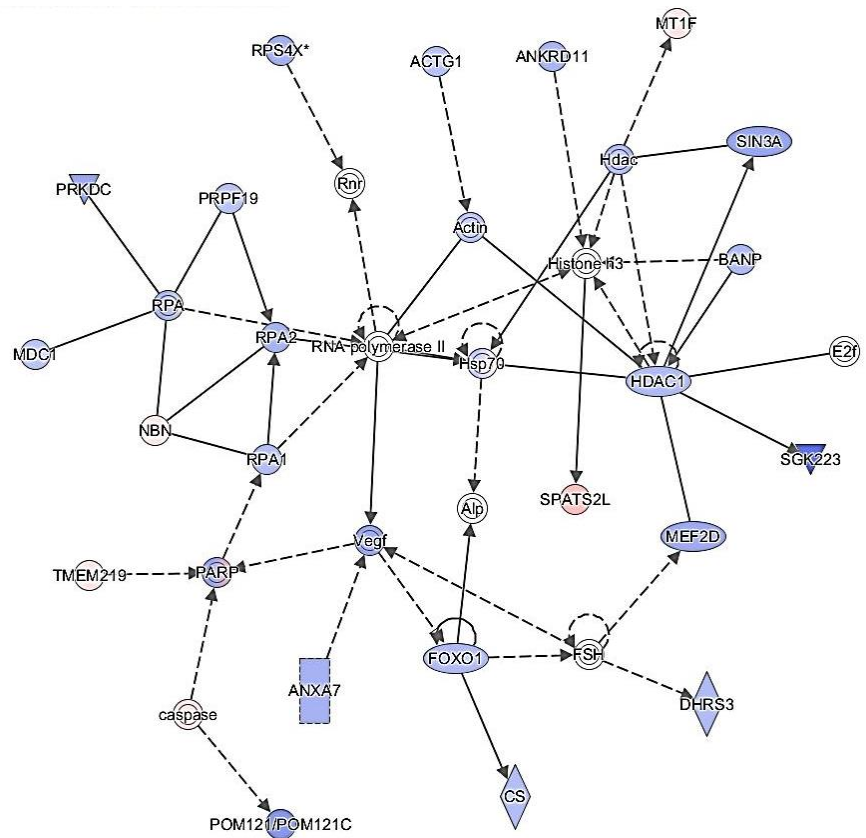 MT1F
RPS4X*
ACTG1
ANKRD11
SIN3A
Hdac
PRKDC
Rnr
PRPF19
Actin
Histone h3
BANP
RPA
RPA2
RNA polymerase II
MDC1
Hsp70
E2f
HDAC1
NBN
RPA1
SGK223
SPATS2L
Alp
Vegf
MEF2D
TMEM219
PARP
FOXO1
FSH
ANXA7
DHRS3
caspase
CS
POM121/POM121C